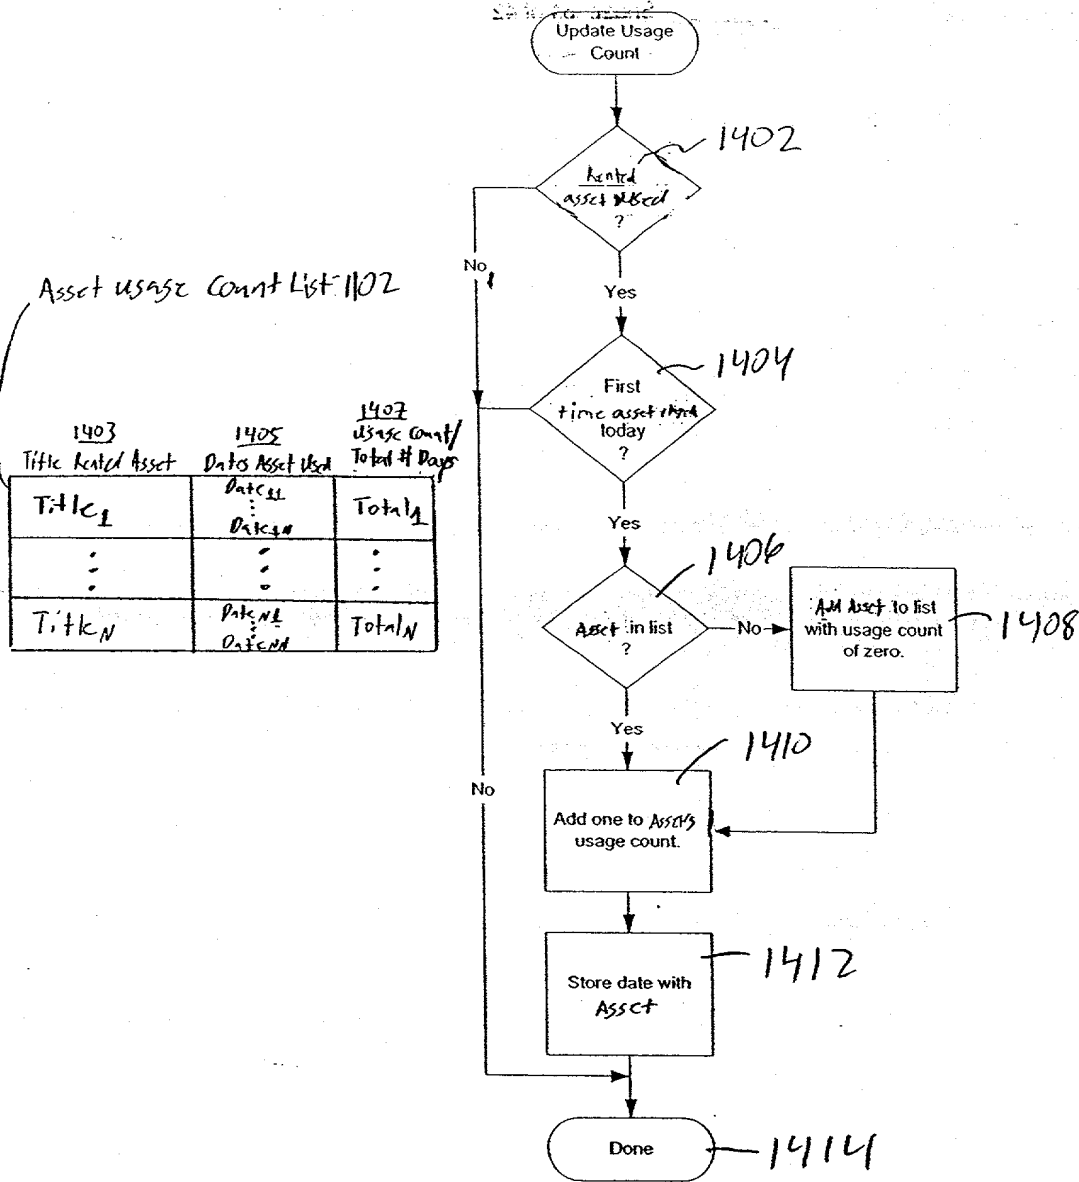 Update Usage
Count
1402
Rented
asset used
?
No
Yes
Asset usage Count List 1102
1404
First
time asset used
today
?
1403
Title Rented Asset
1405
Dates Asset Used
1407
Usage Count/
Total # Days
Title1
Date11
Date1N
Total1
TitleN
DateN1
DateNN
TotalN
Yes
1406
Asset in list
?
No
Add Asset to list
with usage count
of zero.
1408
Yes
1410
No
Add one to Asset's
usage count.
1412
Store date with
Asset
Done
1414